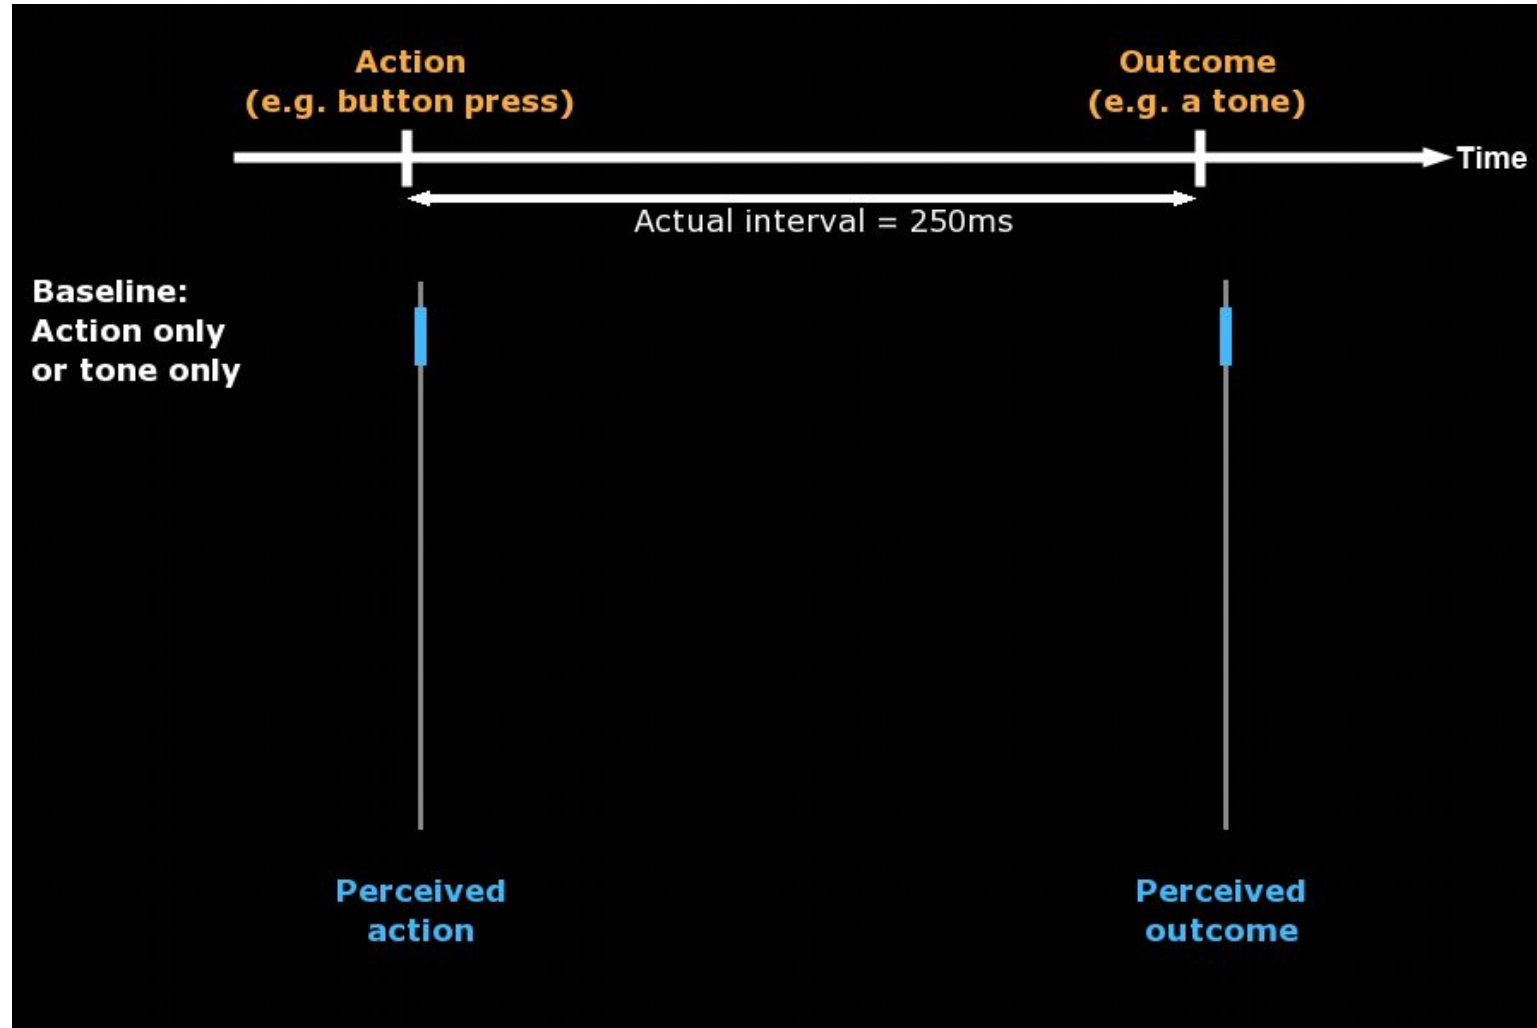 Action
(e.g. button press)
Outcome
(e.g. a tone)
Time
Actual interval = 250ms
Baseline:
Action only
or tone only
Perceived
action
Perceived
outcome